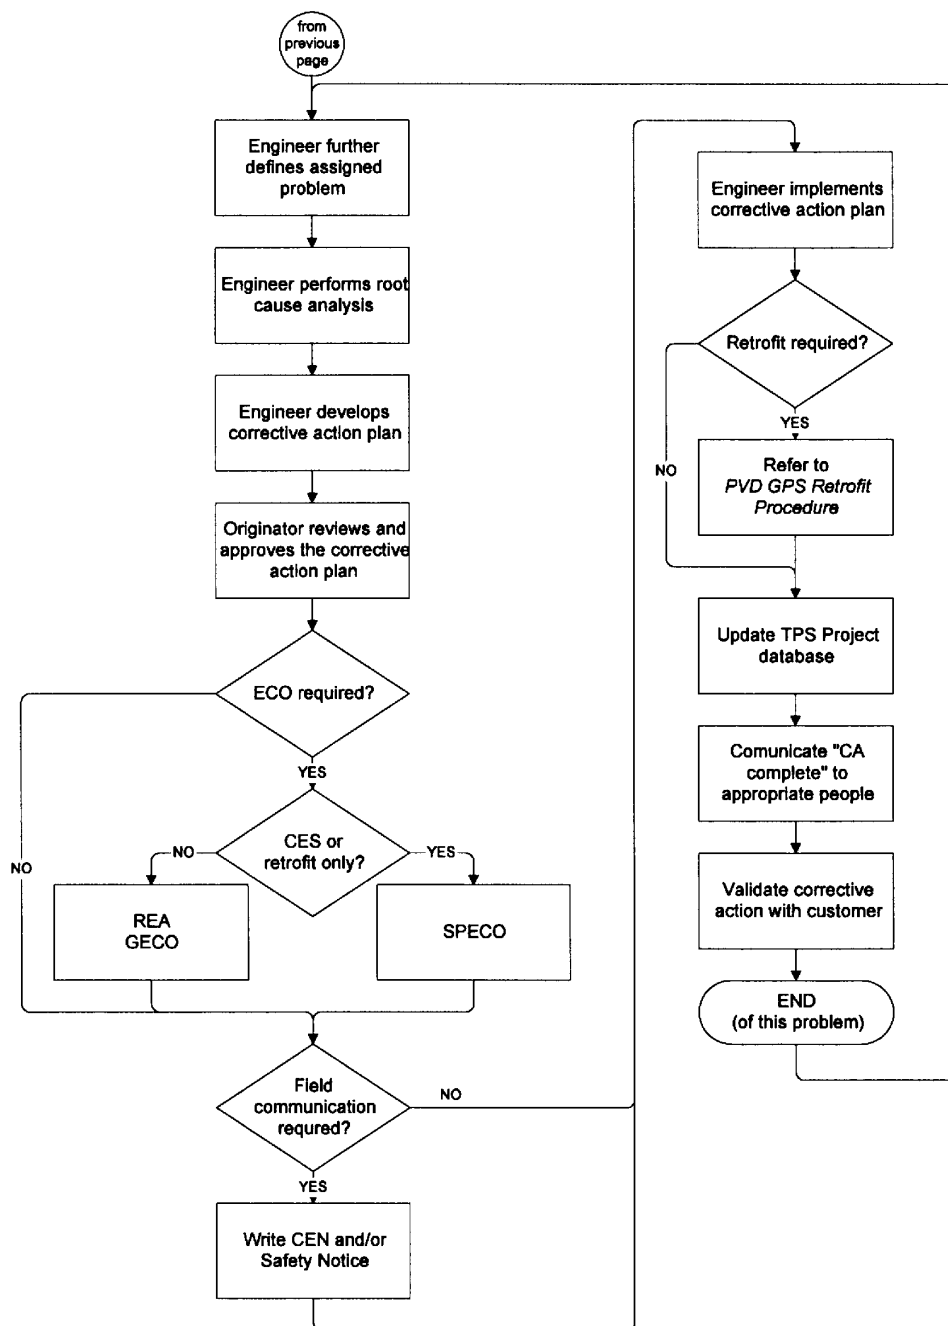 from
previous
page
Engineer further
defines assigned
problem
Engineer performs root
cause analysis
Engineer develops
corrective action plan
Originator reviews and
approves the corrective
action plan
ECO required?
YES
NO
CES or
retrofit only?
NO
YES
REA
GECO
SPECO
Field
communication
requred?
NO
YES
Write CEN and/or
Safety Notice
Engineer implements
corrective action plan
Retrofit required?
YES
NO
Refer to
PVD GPS Retrofit
Procedure
Update TPS Project
database
Comunicate "CA
complete" to
appropriate people
Validate corrective
action with customer
END
(of this problem)